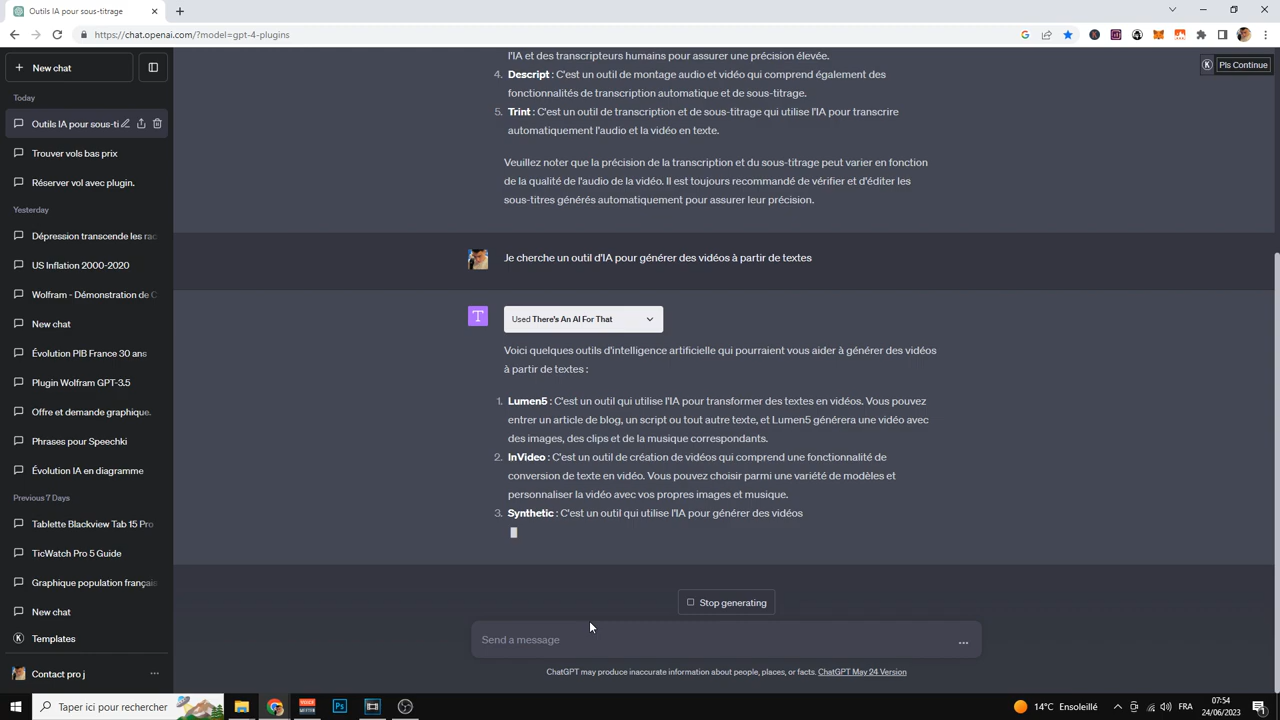 Outils IA pour sous-titrage
https://chat.openai.com/?model=gpt-4-plugins
New chat
Today
Outils IA pour sous-ti
Trouver vols bas prix
Réserver vol avec plugin.
Yesterday
Dépression transcende les rac
US Inflation 2000-2020
Wolfram - Démonstration de C
New chat
Évolution PIB France 30 ans
Plugin Wolfram GPT-3.5
Offre et demande graphique.
Phrases pour Speechki
Évolution IA en diagramme
Previous 7 Days
Tablette Blackview Tab 15 Pro
TicWatch Pro 5 Guide
Graphique population françai
New chat
Templates
Contact pro j
Pls Continue
l'IA et des transcripteurs humains pour assurer une précision élevée.
4. Descript : C'est un outil de montage audio et vidéo qui comprend également des
fonctionnalités de transcription automatique et de sous-titrage.
5. Trint : C'est un outil de transcription et de sous-titrage qui utilise l'IA pour transcrire
automatiquement l'audio et la vidéo en texte.
Veuillez noter que la précision de la transcription et du sous-titrage peut varier en fonction
de la qualité de l'audio de la vidéo. Il est toujours recommandé de vérifier et d'éditer les
sous-titres générés automatiquement pour assurer leur précision.
Je cherche un outil d'IA pour générer des vidéos à partir de textes
T
Used There's An AI For That
Voici quelques outils d'intelligence artificielle qui pourraient vous aider à générer des vidéos
à partir de textes :
1. Lumen5 : C'est un outil qui utilise l'IA pour transformer des textes en vidéos. Vous pouvez
entrer un article de blog, un script ou tout autre texte, et Lumen5 générera une vidéo avec
des images, des clips et de la musique correspondants.
2. InVideo : C'est un outil de création de vidéos qui comprend une fonctionnalité de
conversion de texte en vidéo. Vous pouvez choisir parmi une variété de modèles et
personnaliser la vidéo avec vos propres images et musique.
3. Synthetic : C'est un outil qui utilise l'IA pour générer des vidéos
Stop generating
Send a message
ChatGPT may produce inaccurate information about people, places, or facts. ChatGPT May 24 Version
Taper ici pour rechercher
Ps
14°C Ensoleillé
FRA
07:54
24/06/2023